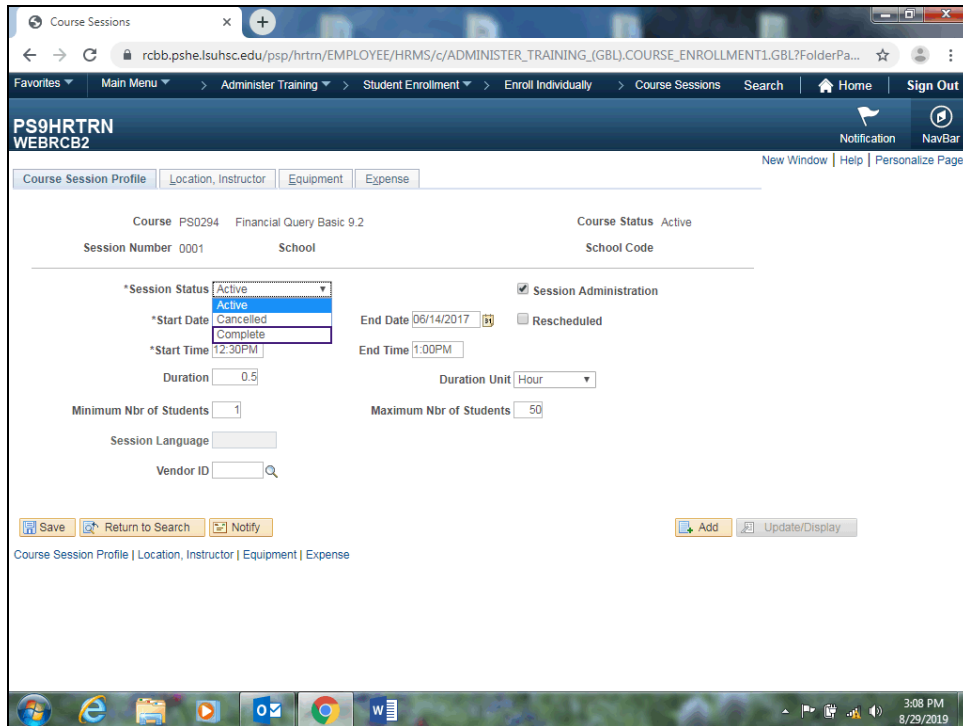 Course Sessions
rcbb.pshe.lsuhsc.edu/psp/hrtrn/EMPLOYEE/HRMS/c/ADMINISTER_TRAINING_(GBL).COURSE_ENROLLMENT1.GBL?FolderPa...
Favorites Main Menu > Administer Training > Student Enrollment > Enroll Individually > Course Sessions Search Home Sign Out
PS9HRTRN
WEBRCB2
Notification NavBar
New Window | Help | Personalize Page
Course Session Profile Location, Instructor Equipment Expense
Course PS0294 Financial Query Basic 9.2 Course Status Active
Session Number 0001 School School Code
*Session Status Active Session Administration
Active
*Start Date Cancelled End Date 06/14/2017 Rescheduled
Complete
*Start Time 12:30PM End Time 1:00PM
Duration 0.5 Duration Unit Hour
Minimum Nbr of Students 1 Maximum Nbr of Students 50
Session Language
Vendor ID
Save Return to Search Notify Add Update/Display
Course Session Profile | Location, Instructor | Equipment | Expense
3:08 PM
8/29/2019